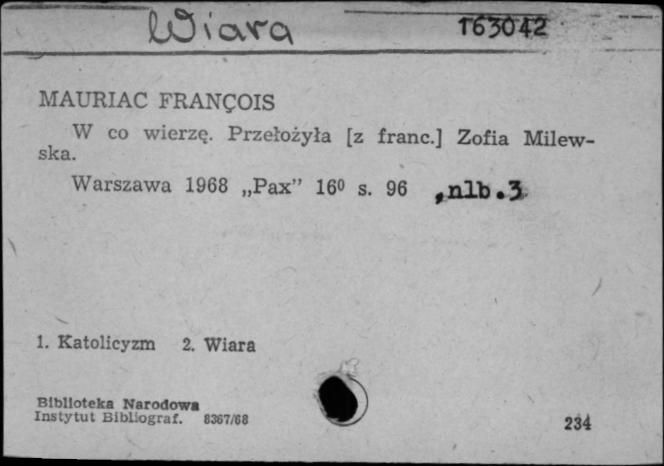 Wiara
163042
MAURIAC FRANÇOIS
W co wierzę. Przełożyła [z franc.] Zofia Milew-
ska.
Warszawa 1968 „Pax” 16⁰ s. 96 ,nlb.3
1. Katolicyzm 2. Wiara
Biblioteka Narodowa
Instytut Bibliograf. 8367/68
234